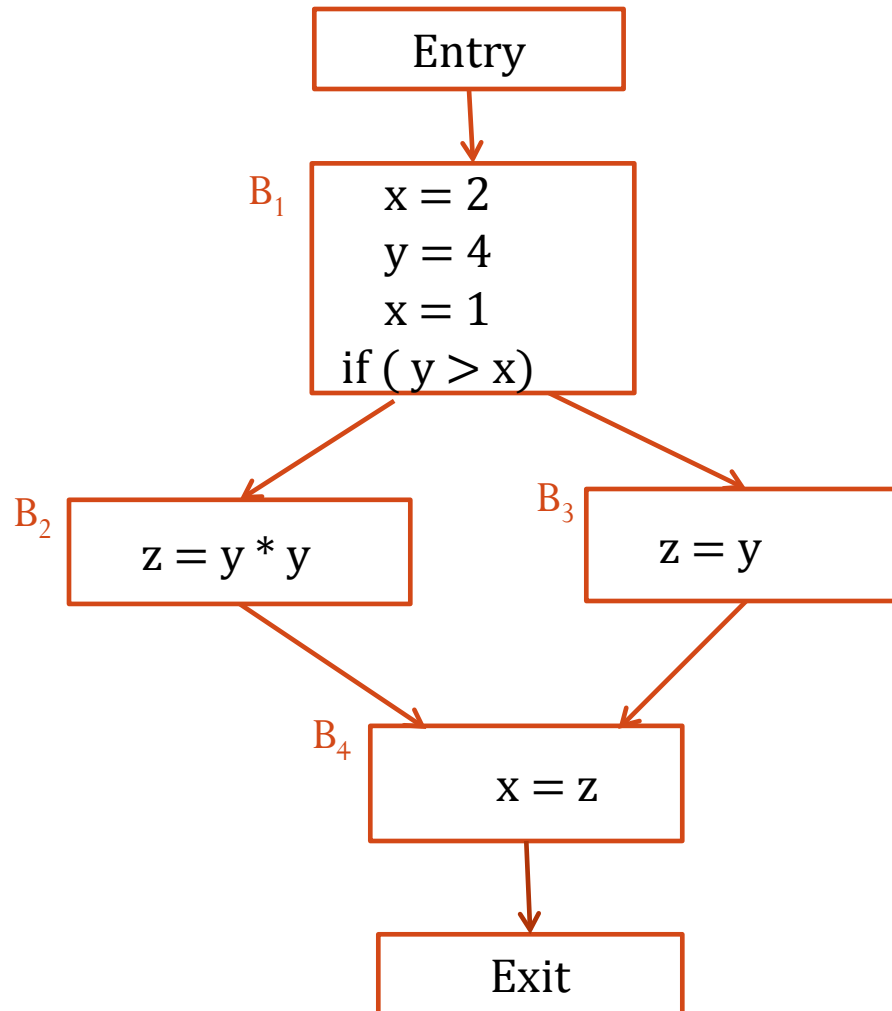 Entry
B₁
x = 2
y = 4
x = 1
if ( y > x)
B₂
z = y * y
B₃
z = y
B₄
x = z
Exit